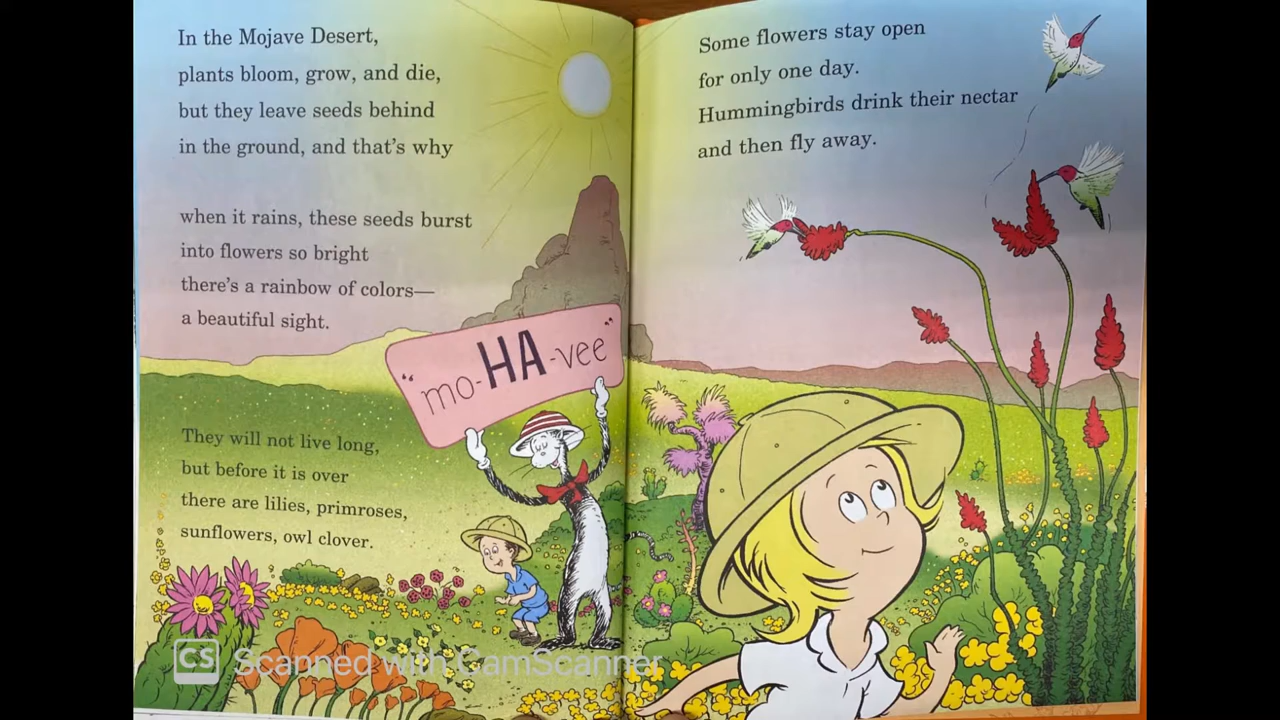 In the Mojave Desert,
plants bloom, grow, and die,
but they leave seeds behind
in the ground, and that's why
when it rains, these seeds burst
into flowers so bright
there's a rainbow of colors—
a beautiful sight.
"mo-HA-vee"
They will not live long,
but before it is over
there are lilies, primroses,
sunflowers, owl clover.
Some flowers stay open
for only one day.
Hummingbirds drink their nectar
and then fly away.
CS Scanned with CamScanner